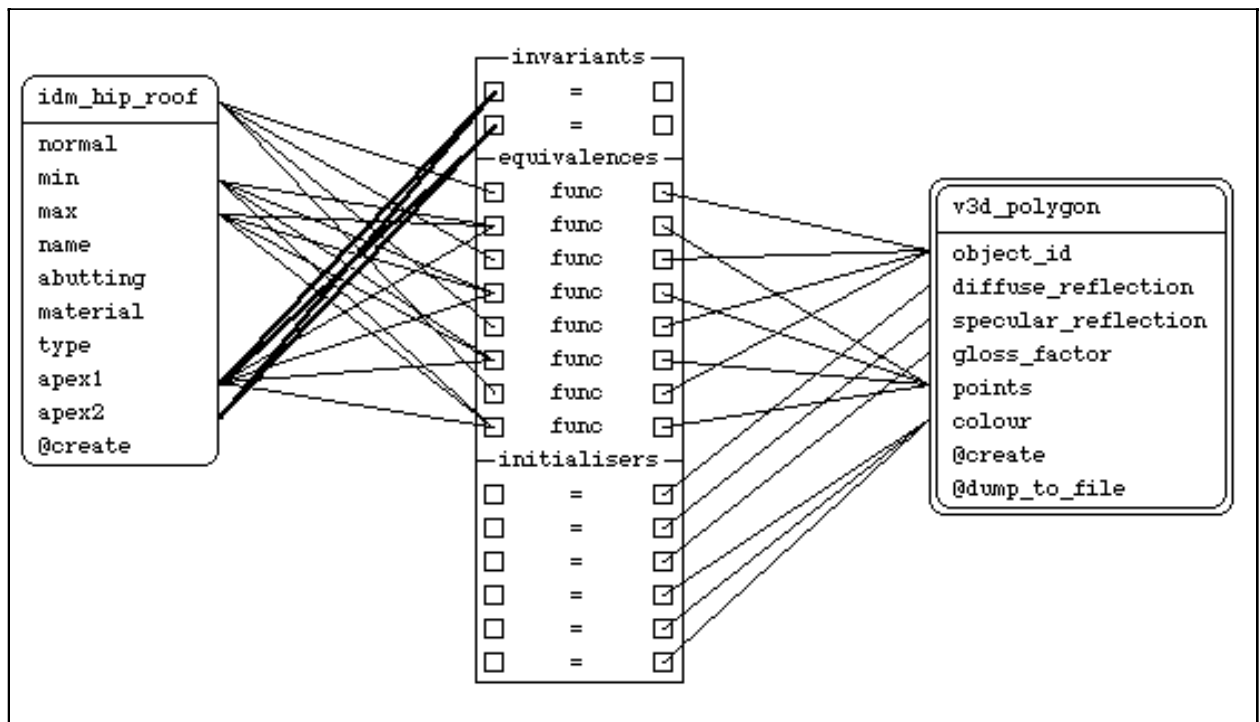 idm_hip_roof
normal
min
max
name
abutting
material
type
apex1
apex2
@create
invariants
=
=
equivalences
func
func
func
func
func
func
func
func
initialisers
=
=
=
=
=
=
v3d_polygon
object_id
diffuse_reflection
specular_reflection
gloss_factor
points
colour
@create
@dump_to_file